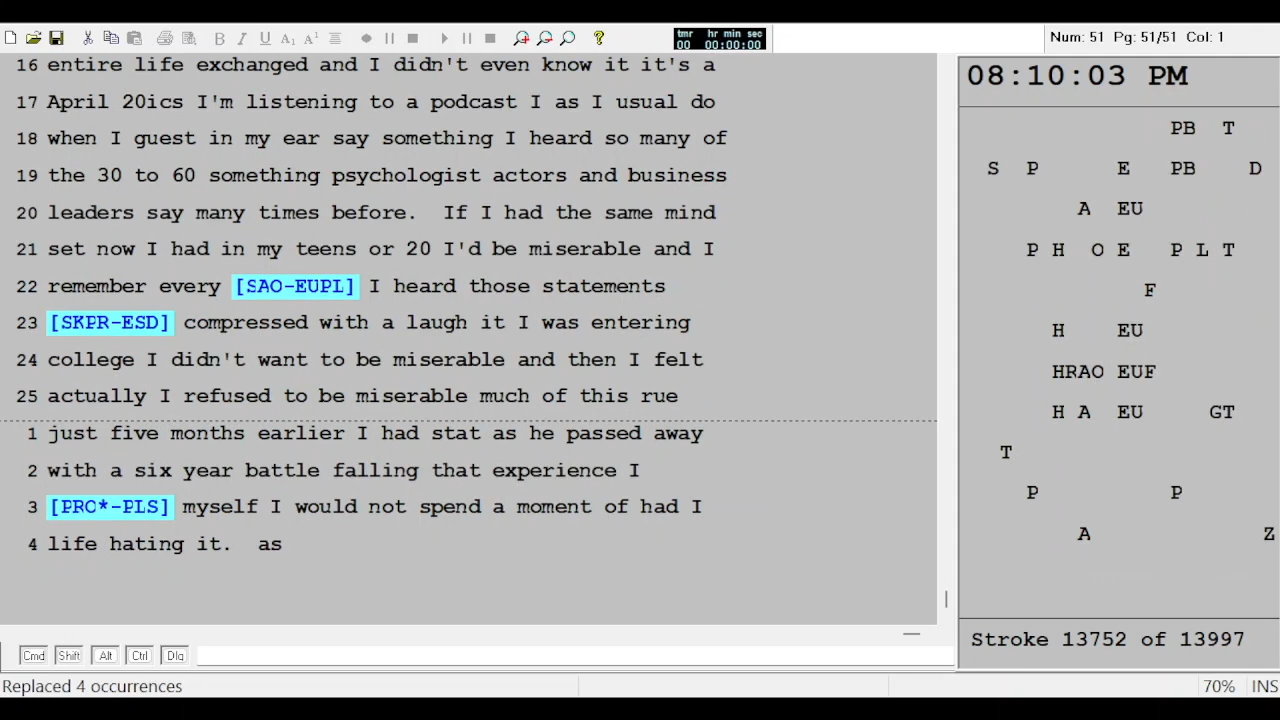 tmr hr min sec
00 00:00:00
Num: 51 Pg: 51/51 Col: 1
16 entire life exchanged and I didn't even know it it's a
17 April 20ics I'm listening to a podcast I as I usual do
18 when I guest in my ear say something I heard so many of
19 the 30 to 60 something psychologist actors and business
20 leaders say many times before. If I had the same mind
21 set now I had in my teens or 20 I'd be miserable and I
22 remember every [SAO-EUPL] I heard those statements
23 [SKPR-ESD] compressed with a laugh it I was entering
24 college I didn't want to be miserable and then I felt
25 actually I refused to be miserable much of this rue
1 just five months earlier I had stat as he passed away
2 with a six year battle falling that experience I
3 [PRO*-PLS] myself I would not spend a moment of had I
4 life hating it. as
08:10:03 PM
PB T
S P E PB D
A EU
P H O E P L T
F
H EU
HRAO EUF
H A EU GT
T
P P
A Z
Stroke 13752 of 13997
Cmd Shift Alt Ctrl Dlg
Replaced 4 occurrences
70% INS